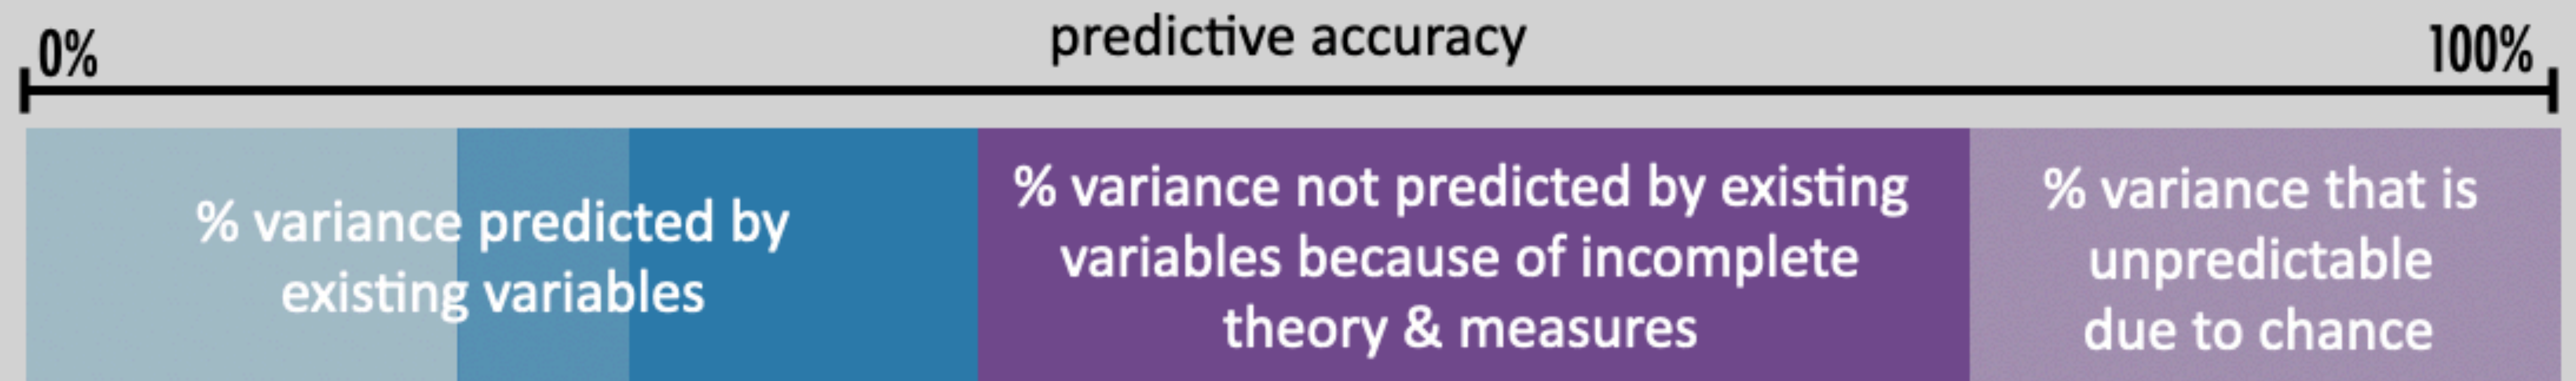 predictive accuracy
0%
100%
% variance predicted by
existing variables
% variance not predicted by existing
variables because of incomplete
theory & measures
% variance that is
unpredictable
due to chance